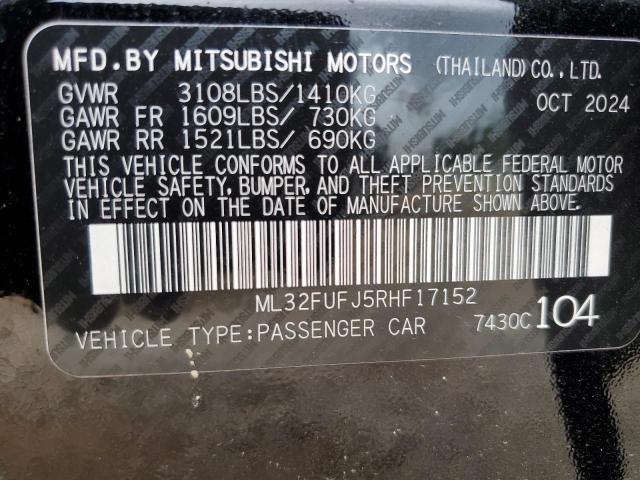 MFD.BY MITSUBISHI MOTORS (THAILAND) CO., LTD.
GVWR 3108LBS/1410KG OCT 2024
GAWR FR 1609LBS/ 730KG
GAWR RR 1521LBS/ 690KG
THIS VEHICLE CONFORMS TO ALL APPLICABLE FEDERAL MOTOR
VEHICLE SAFETY, BUMPER, AND THEFT PREVENTION STANDARDS
IN EFFECT ON THE DATE OF MANUFACTURE SHOWN ABOVE.
ML32FUFJ5RHF17152
VEHICLE TYPE:PASSENGER CAR 7430C 104